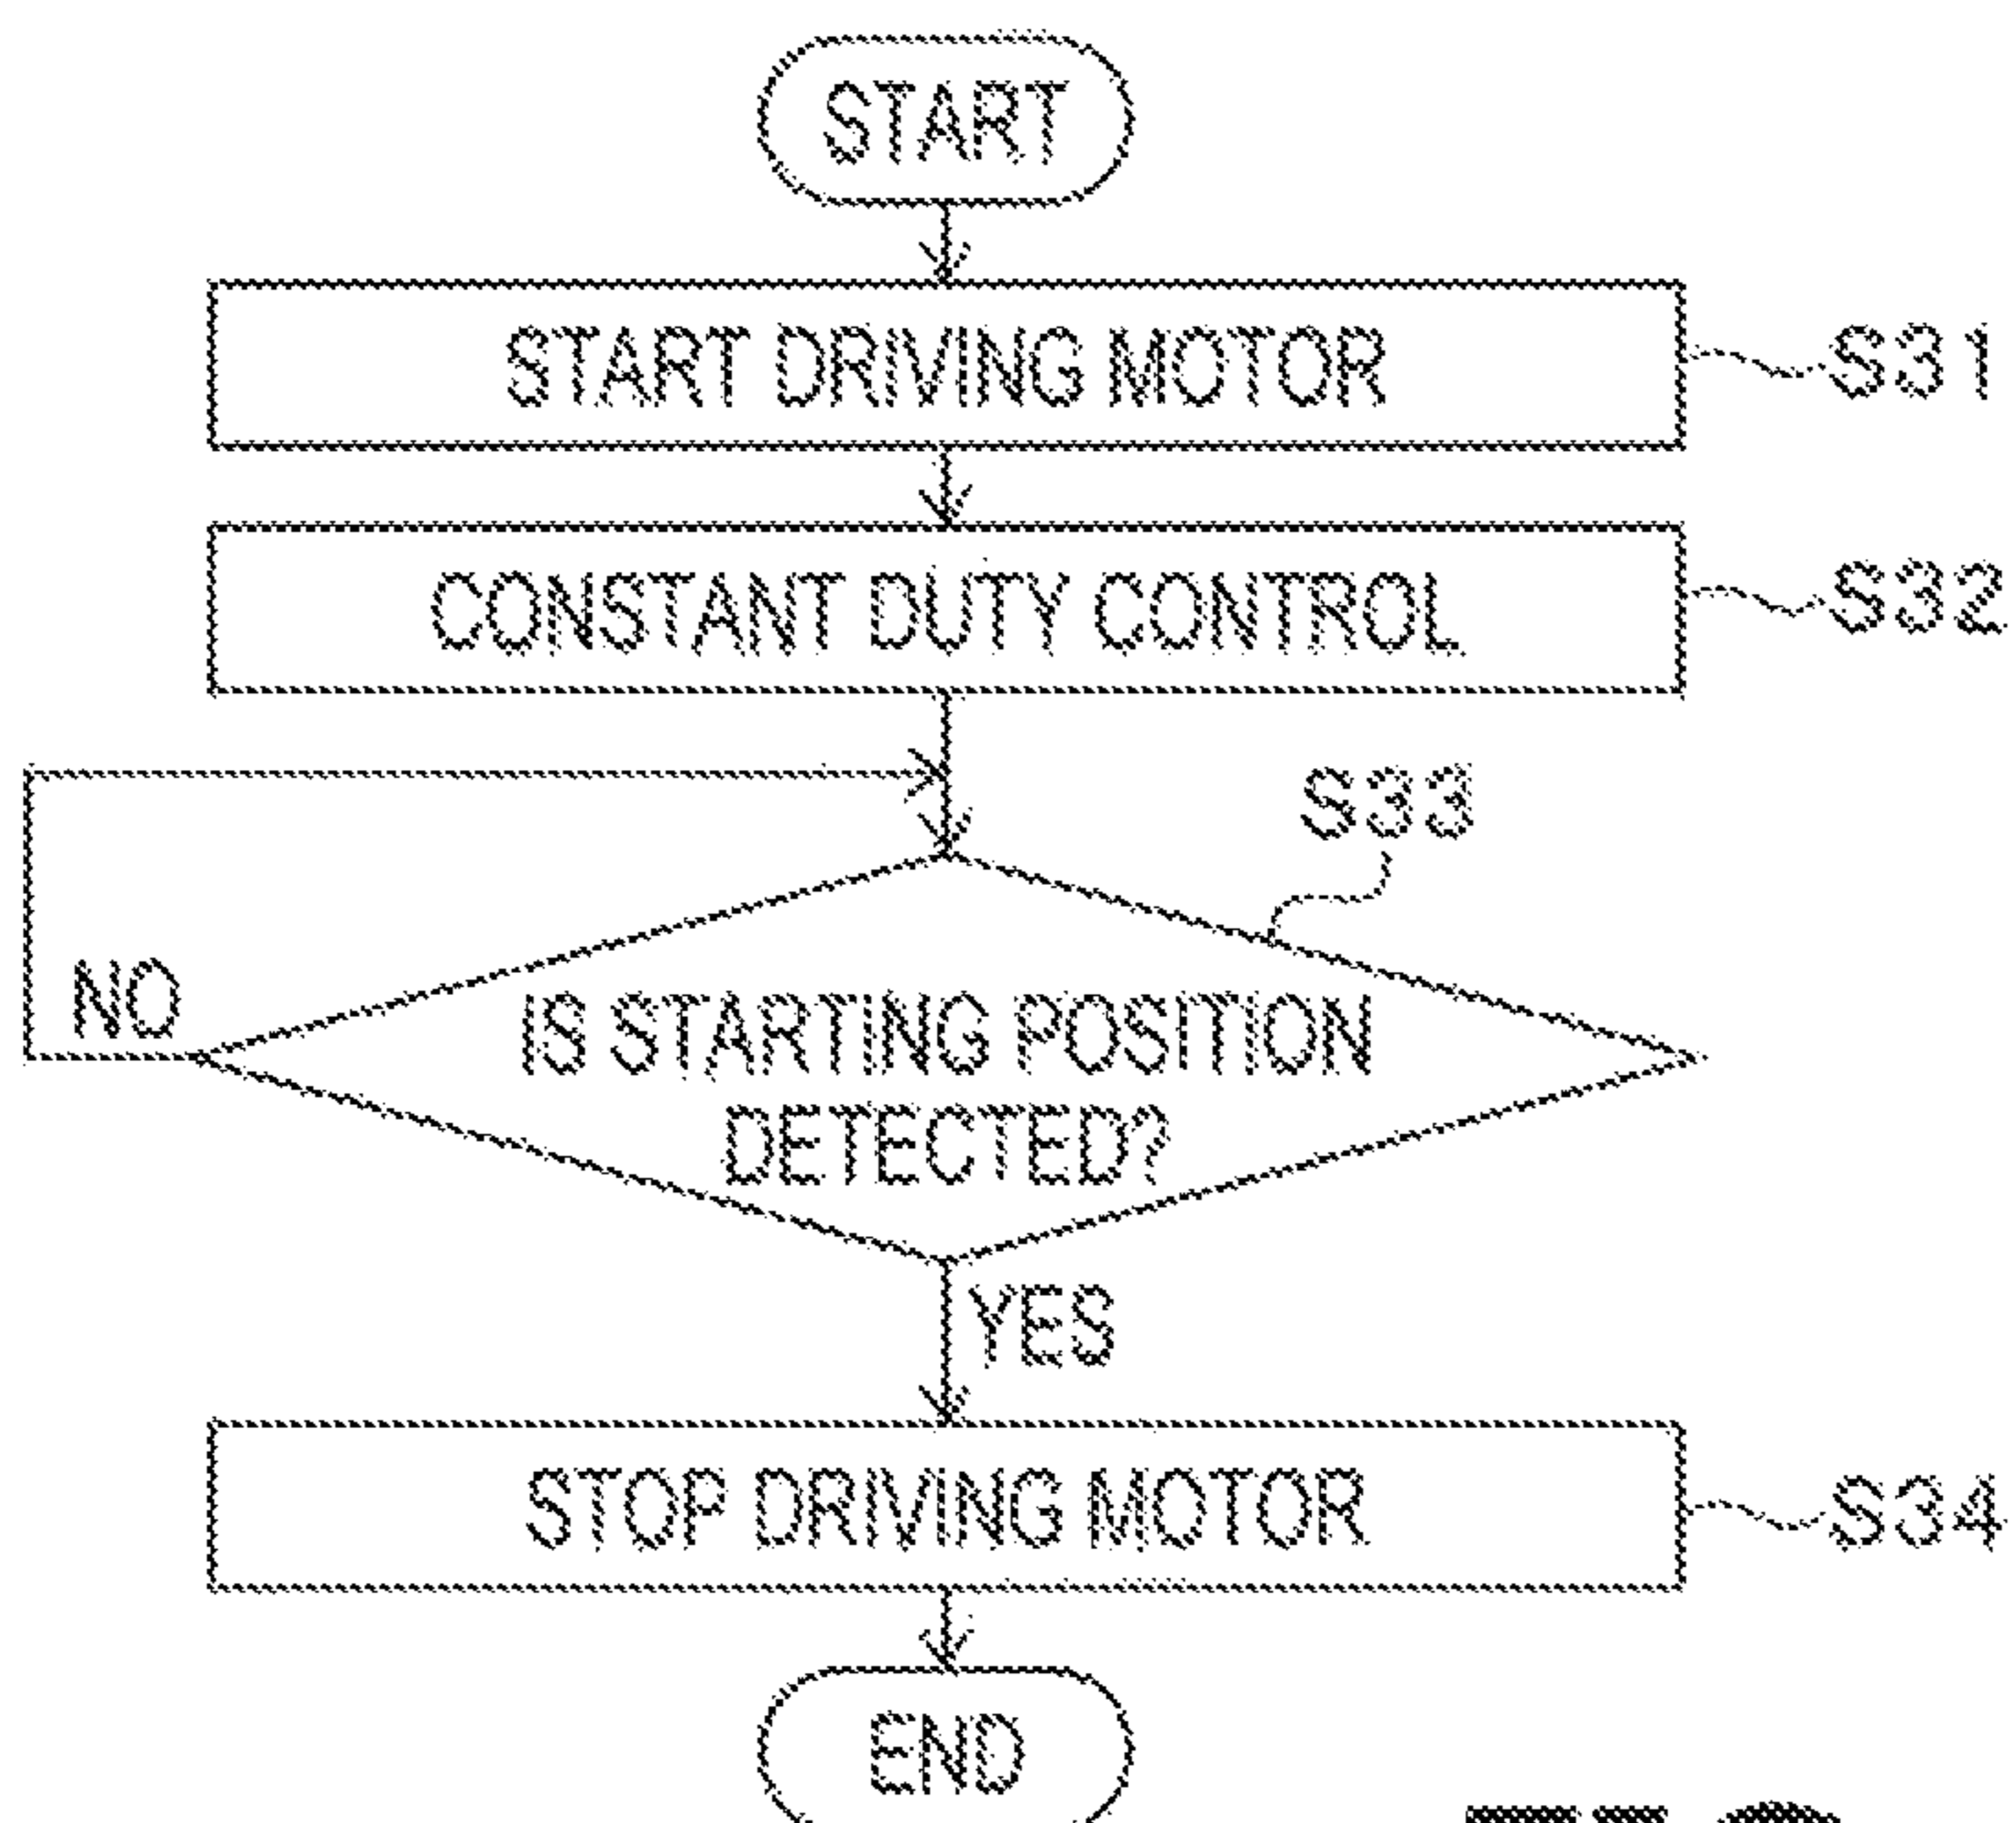 START
START DRIVING MOTOR
S31
CONSTANT DUTY CONTROL
S32
S33
NO
IS STARTING POSITION
DETECTED?
YES
STOP DRIVING MOTOR
S34
END